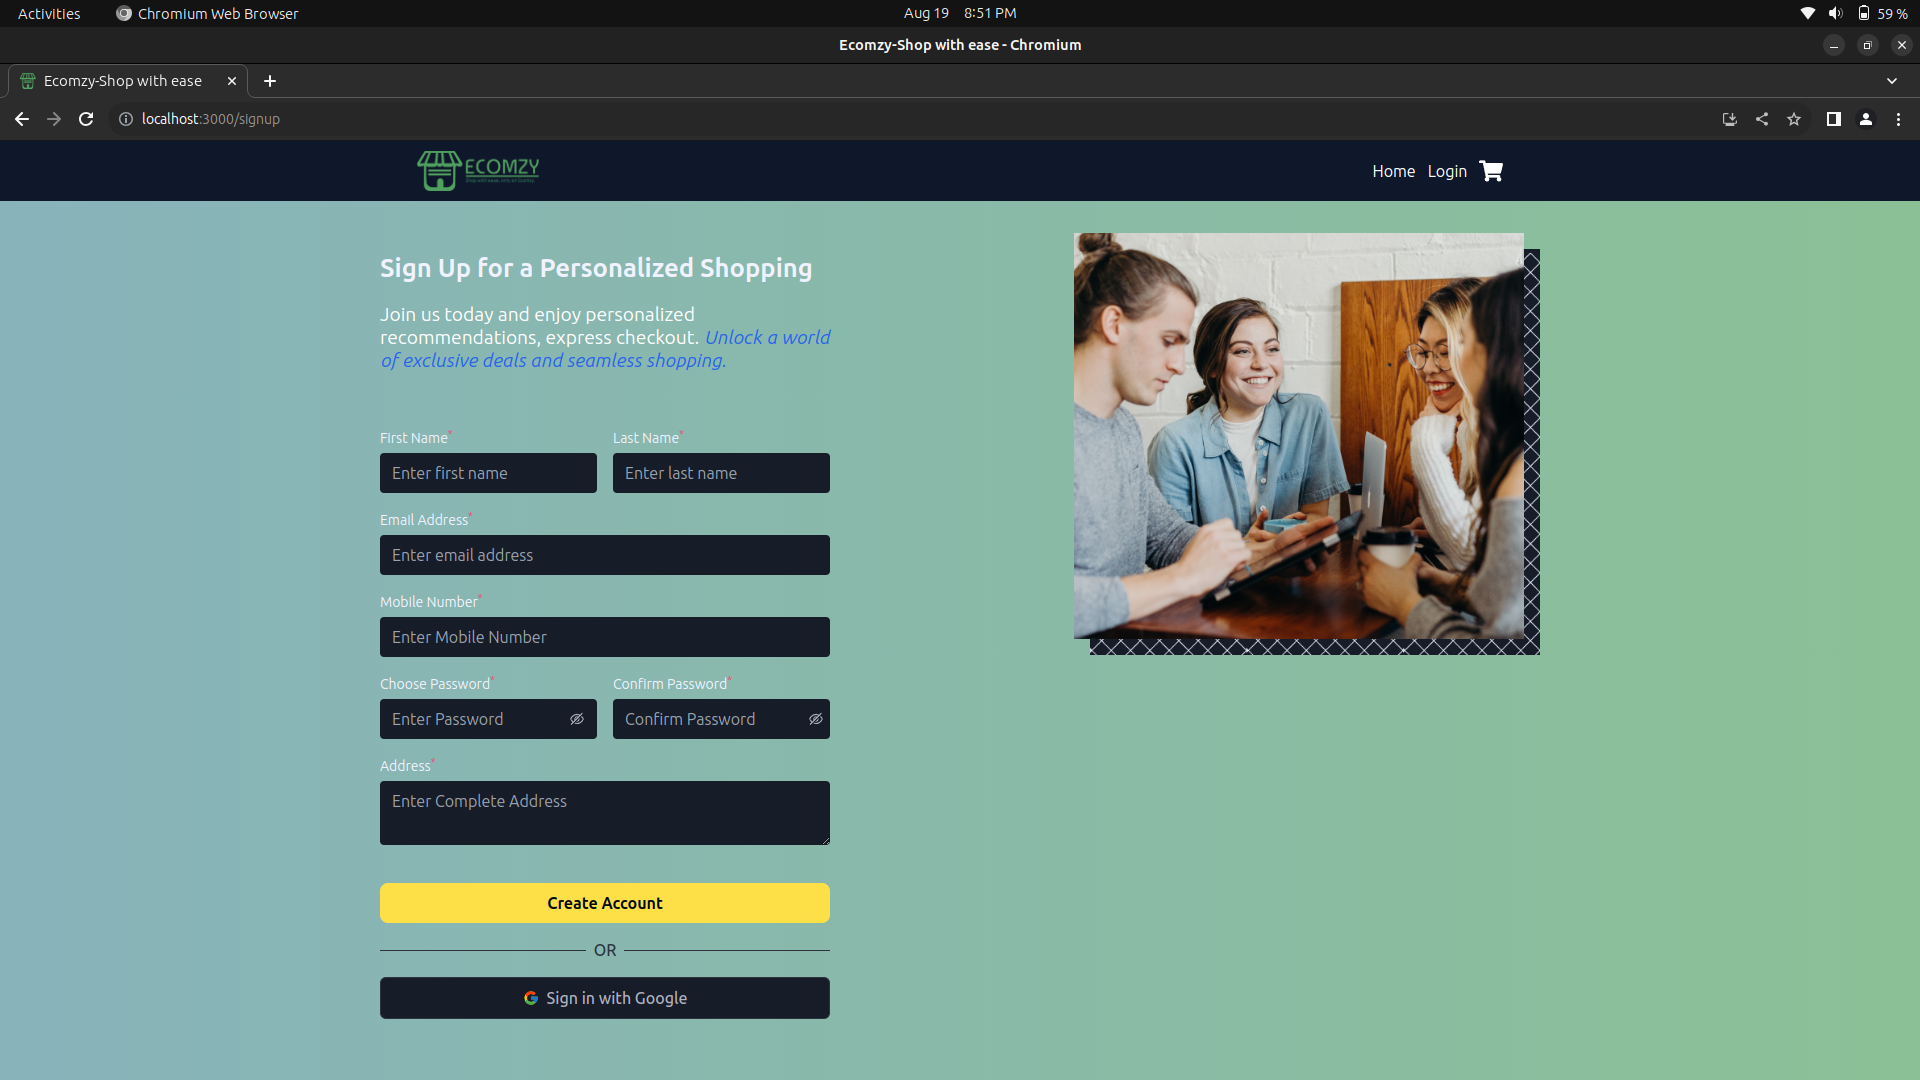 Activities Chromium Web Browser Aug 19 8:51 PM 59 %
Ecomzy-Shop with ease - Chromium
Ecomzy-Shop with ease
localhost:3000/signup
ECOMZY Home Login
Sign Up for a Personalized Shopping
Join us today and enjoy personalized
recommendations, express checkout. Unlock a world
of exclusive deals and seamless shopping.
First Name* Last Name*
Enter first name Enter last name
Email Address*
Enter email address
Mobile Number*
Enter Mobile Number
Choose Password* Confirm Password*
Enter Password Confirm Password
Address*
Enter Complete Address
Create Account
OR
Sign in with Google